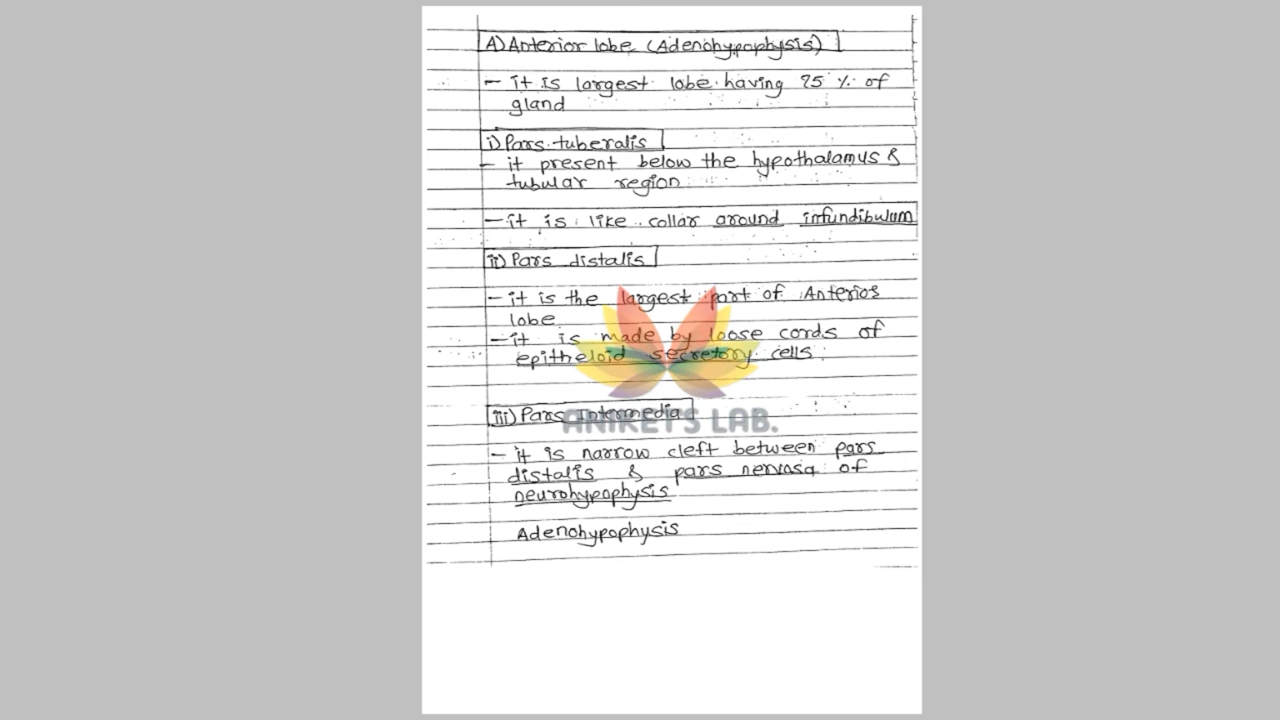 A) Anterior lobe (Adenohypophysis)
- it is largest lobe having 75 % of
gland
i) Pars tuberalis
- it present below the hypothalamus &
tubular region
- it is like collar around infundibulum
ii) Pars distalis
- it is the largest part of Anterior
lobe
- it is made by loose cords of
epitheloid secretory cells.
iii) Pars Intermedia
ANIKET'S LAB.
- it is narrow cleft between pars
distalis & pars nervosa of
neurohypophysis
Adenohypophysis